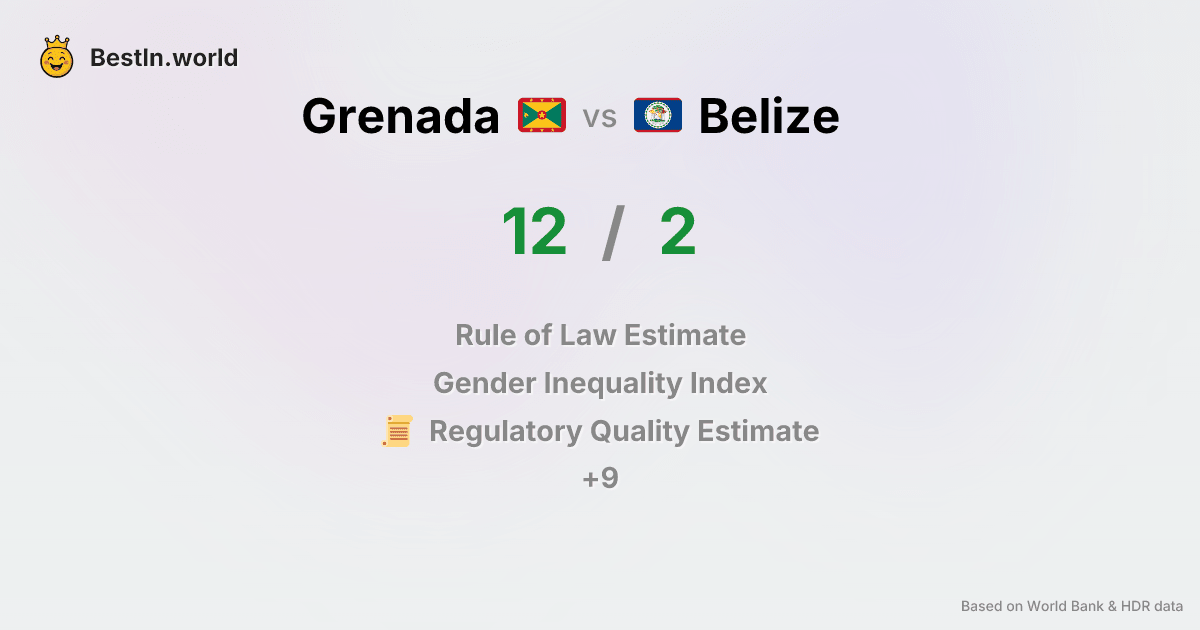 BestIn.world
Grenada vs Belize
12 / 2
Rule of Law Estimate
Gender Inequality Index
Regulatory Quality Estimate
+9
Based on World Bank & HDR data